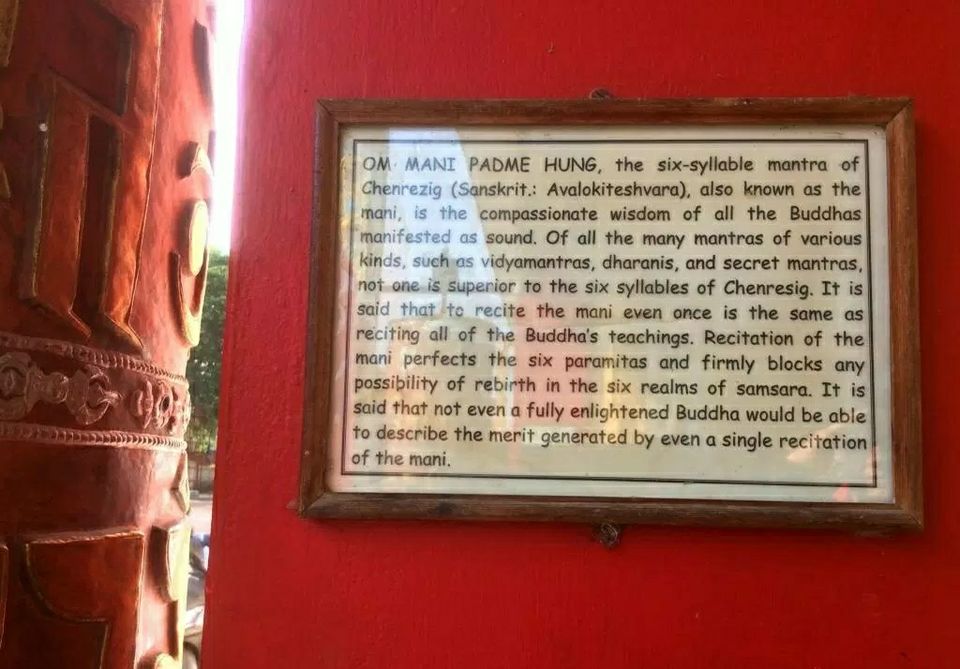 OM MANI PADME HUNG, the six-syllable mantra of
Chenrezig (Sanskrit.: Avalokiteshvara), also known as the
mani, is the compassionate wisdom of all the Buddhas
manifested as sound. Of all the many mantras of various
kinds, such as vidyamantras, dharanis, and secret mantras,
not one is superior to the six syllables of Chenresig. It is
said that to recite the mani even once is the same as
reciting all of the Buddha's teachings. Recitation of the
mani perfects the six paramitas and firmly blocks any
possibility of rebirth in the six realms of samsara. It is
said that not even a fully enlightened Buddha would be able
to describe the merit generated by even a single recitation
of the mani.